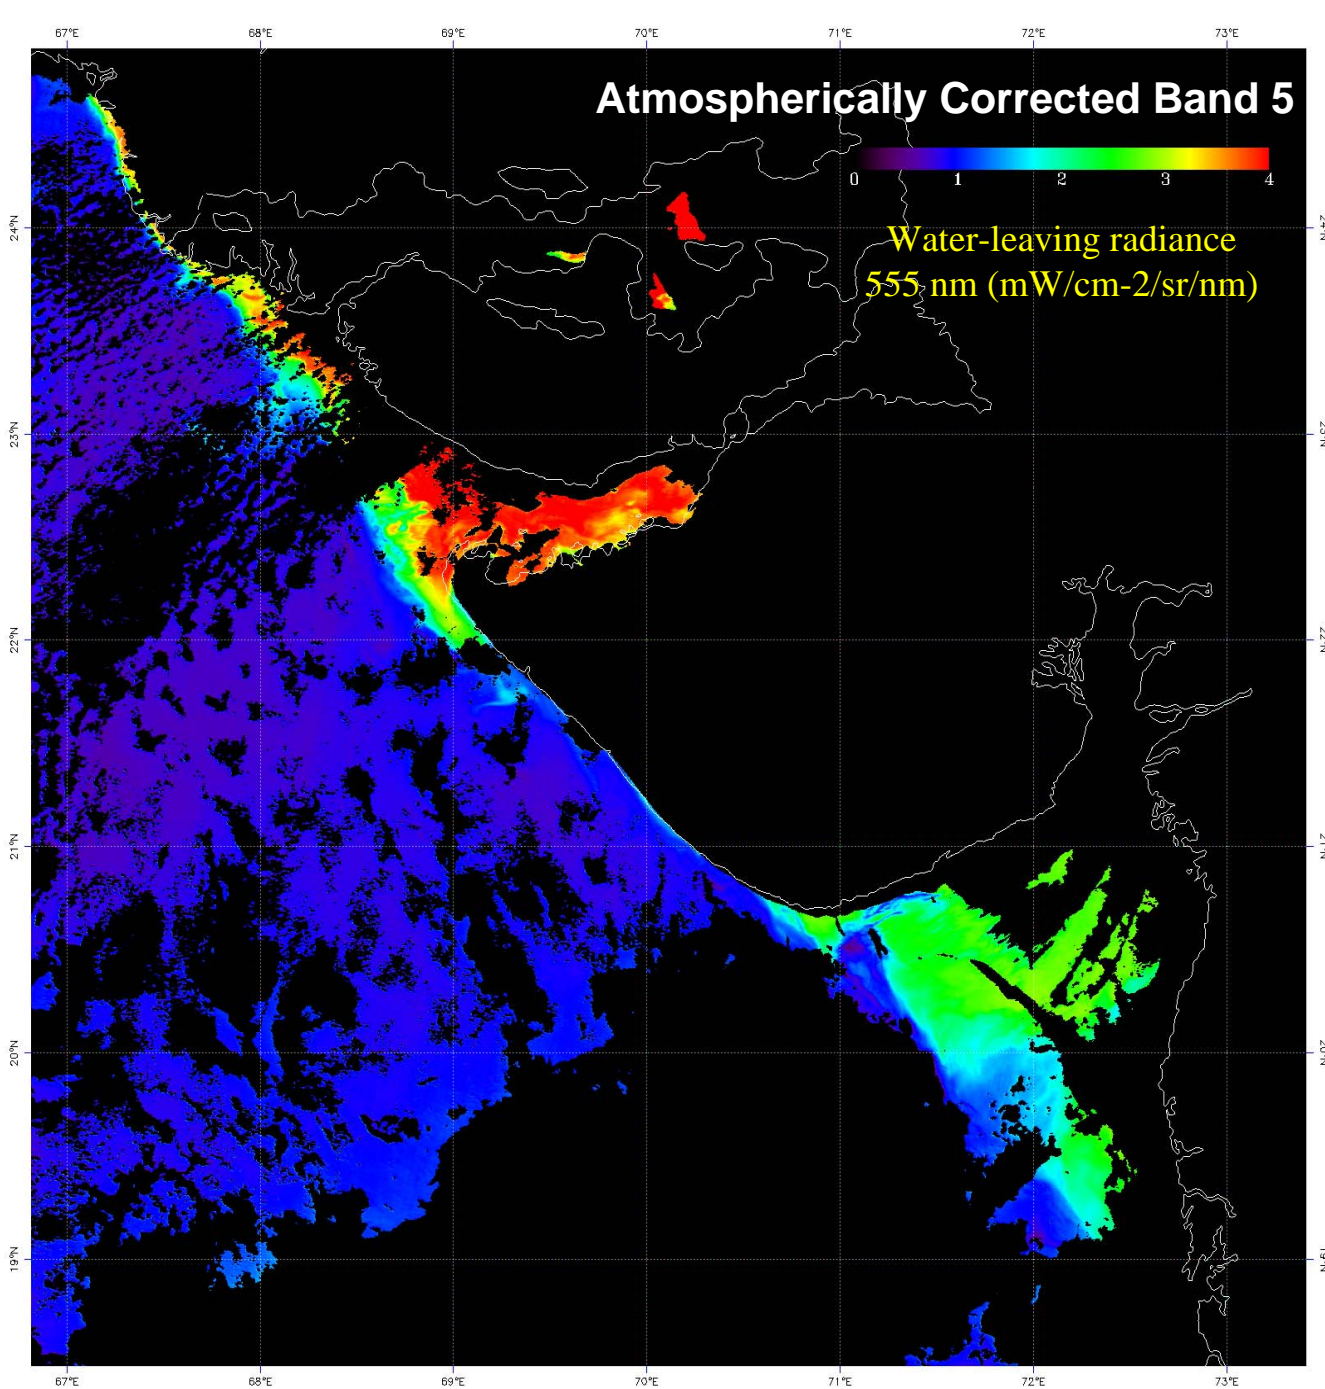 67°E 68°E 69°E 70°E 71°E 72°E 73°E
Atmospherically Corrected Band 5
0 1 2 3 4
Water-leaving radiance
555 nm (mW/cm-2/sr/nm)
24°N
23°N
22°N
21°N
20°N
19°N
67°E 68°E 69°E 70°E 71°E 72°E 73°E